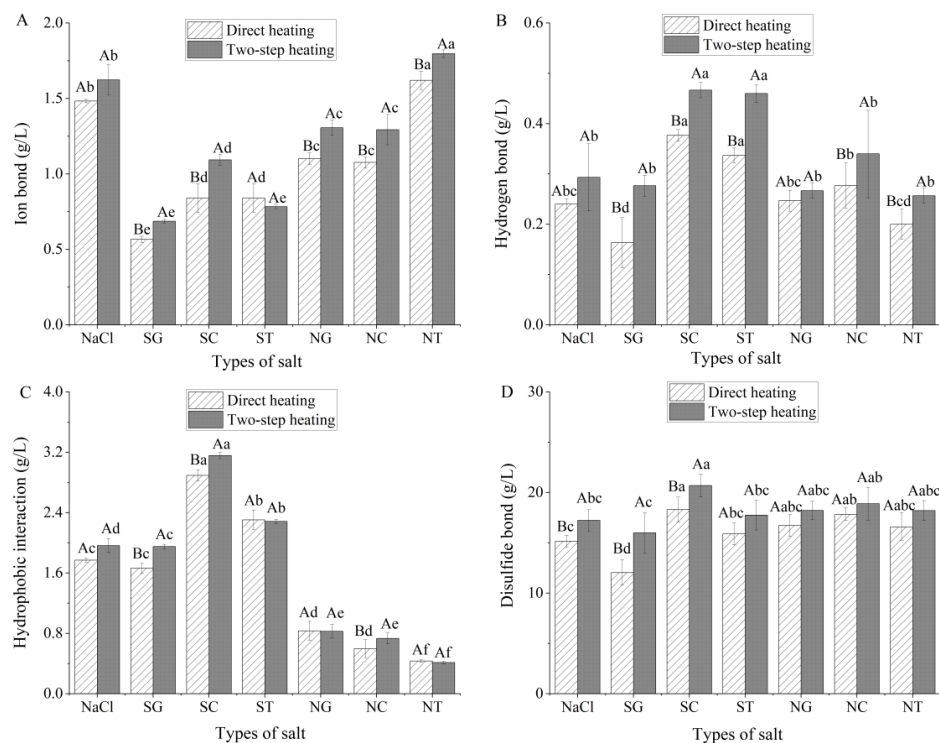 A
Direct heating
Two-step heating
Ion bond (g/L)
2.0
1.5
1.0
0.5
0.0
Ab Ab Be Ae Bd Ad Ad Ae Bc Ac Bc Ac Ba Aa
NaCl SG SC ST NG NC NT
Types of salt
B
Direct heating
Two-step heating
Hydrogen bond (g/L)
0.6
0.4
0.2
0.0
Abc Ab Bd Ab Ba Aa Ba Aa Abc Ab Bb Ab Bcd Ab
NaCl SG SC ST NG NC NT
Types of salt
C
Direct heating
Two-step heating
Hydrophobic interaction (g/L)
4.0
3.2
2.4
1.6
0.8
0.0
Ac Ad Bc Ac Ba Aa Ab Ab Ad Ae Bd Ae Af Af
NaCl SG SC ST NG NC NT
Types of salt
D
Direct heating
Two-step heating
Disulfide bond (g/L)
30
20
10
0
Bc Abc Bd Ac Ba Aa Abc Abc Aabc Aabc Aab Aab Aabc Aabc
NaCl SG SC ST NG NC NT
Types of salt